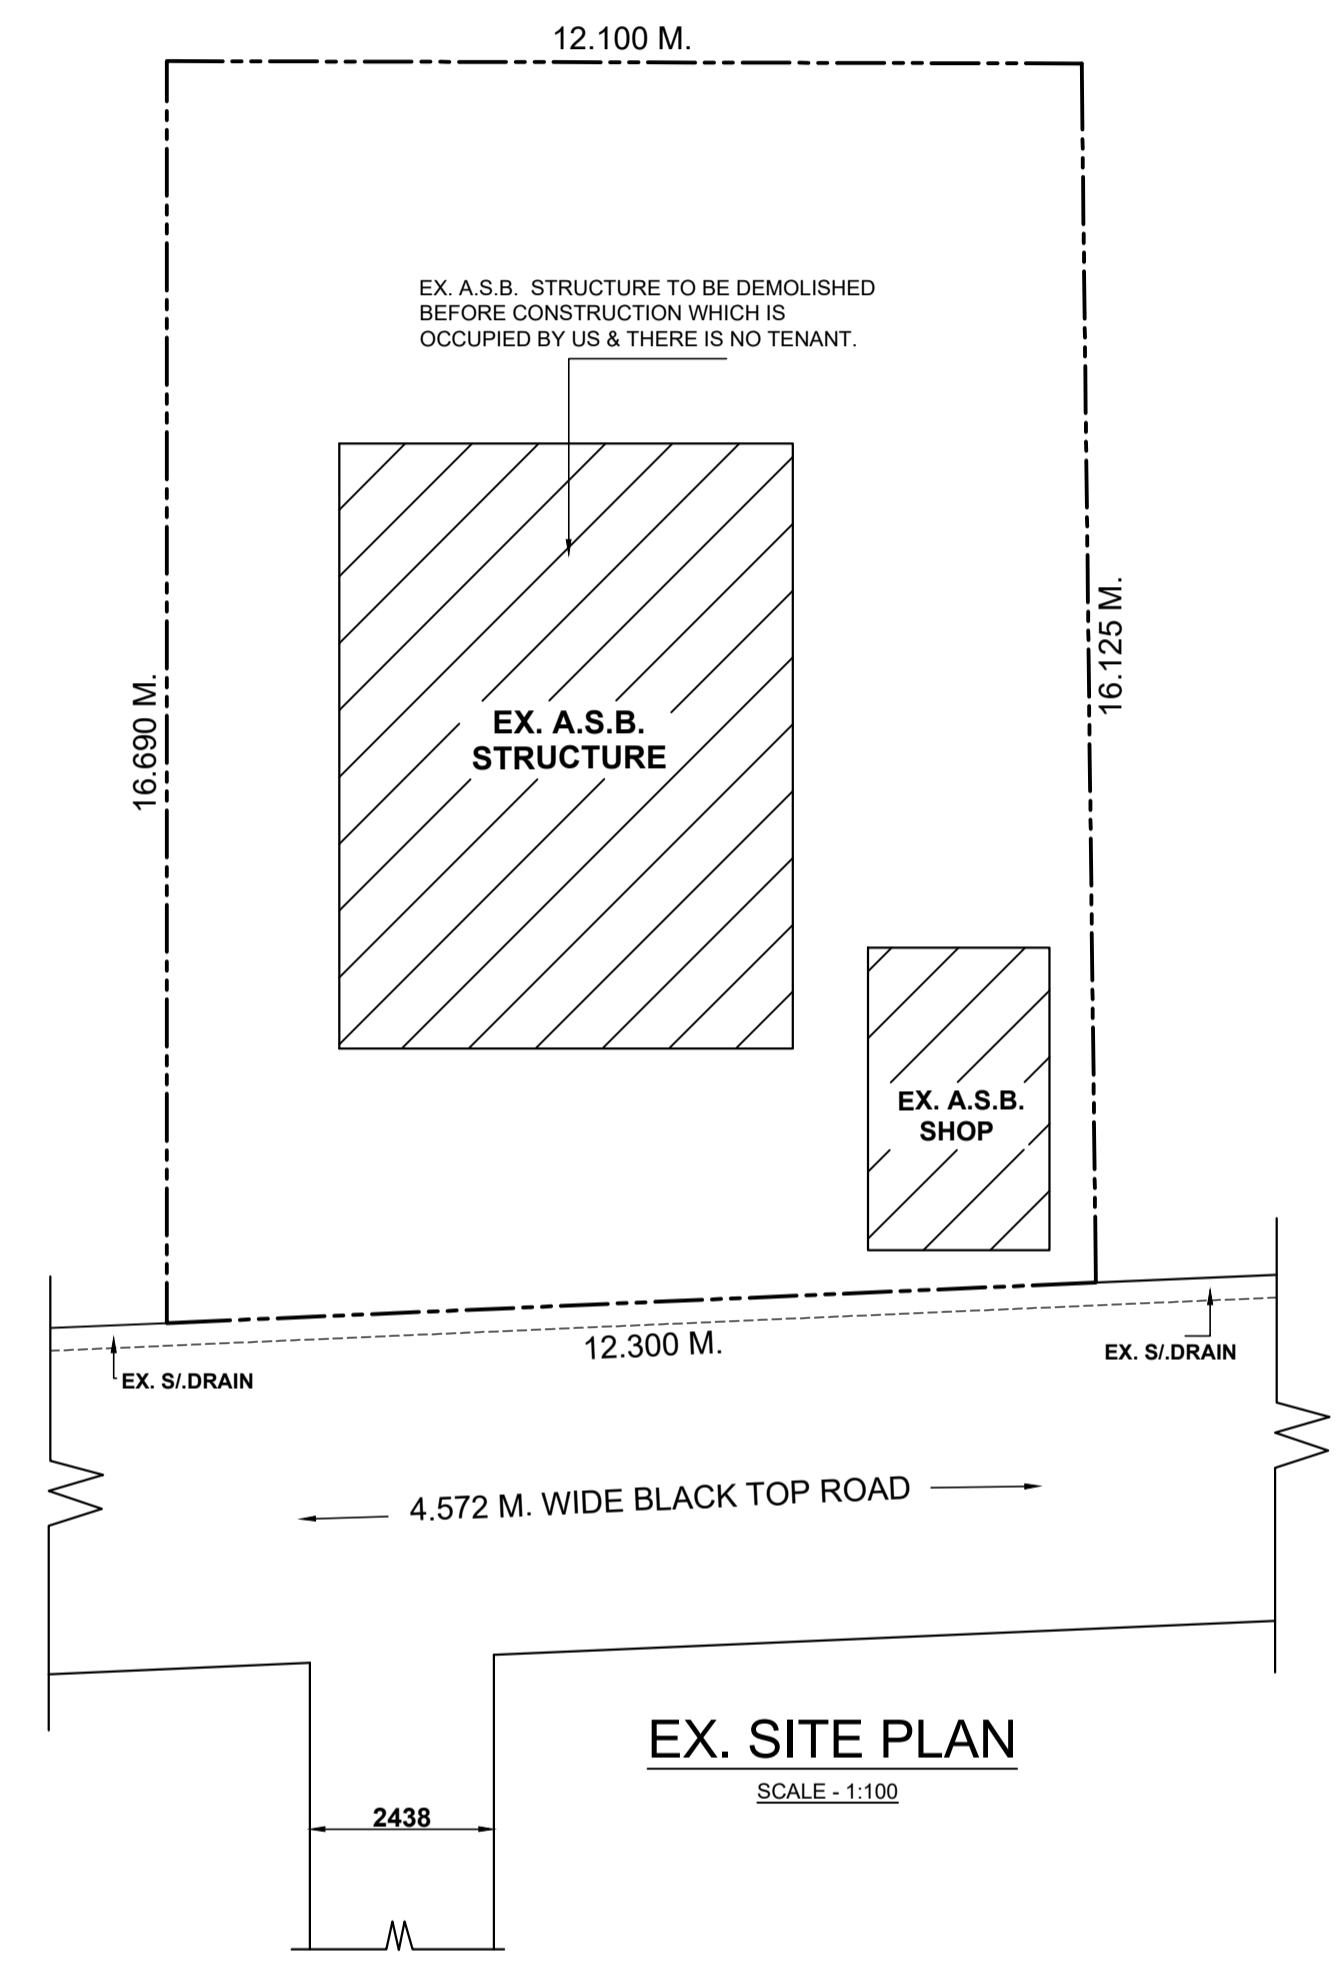 12.100 M.
EX. A.S.B. STRUCTURE TO BE DEMOLISHED
BEFORE CONSTRUCTION WHICH IS
OCCUPIED BY US & THERE IS NO TENANT.
16.690 M.
16.125 M.
EX. A.S.B.
STRUCTURE
EX. A.S.B.
SHOP
12.300 M.
EX. S/.DRAIN
EX. S/.DRAIN
4.572 M. WIDE BLACK TOP ROAD
EX. SITE PLAN
SCALE - 1:100
2438